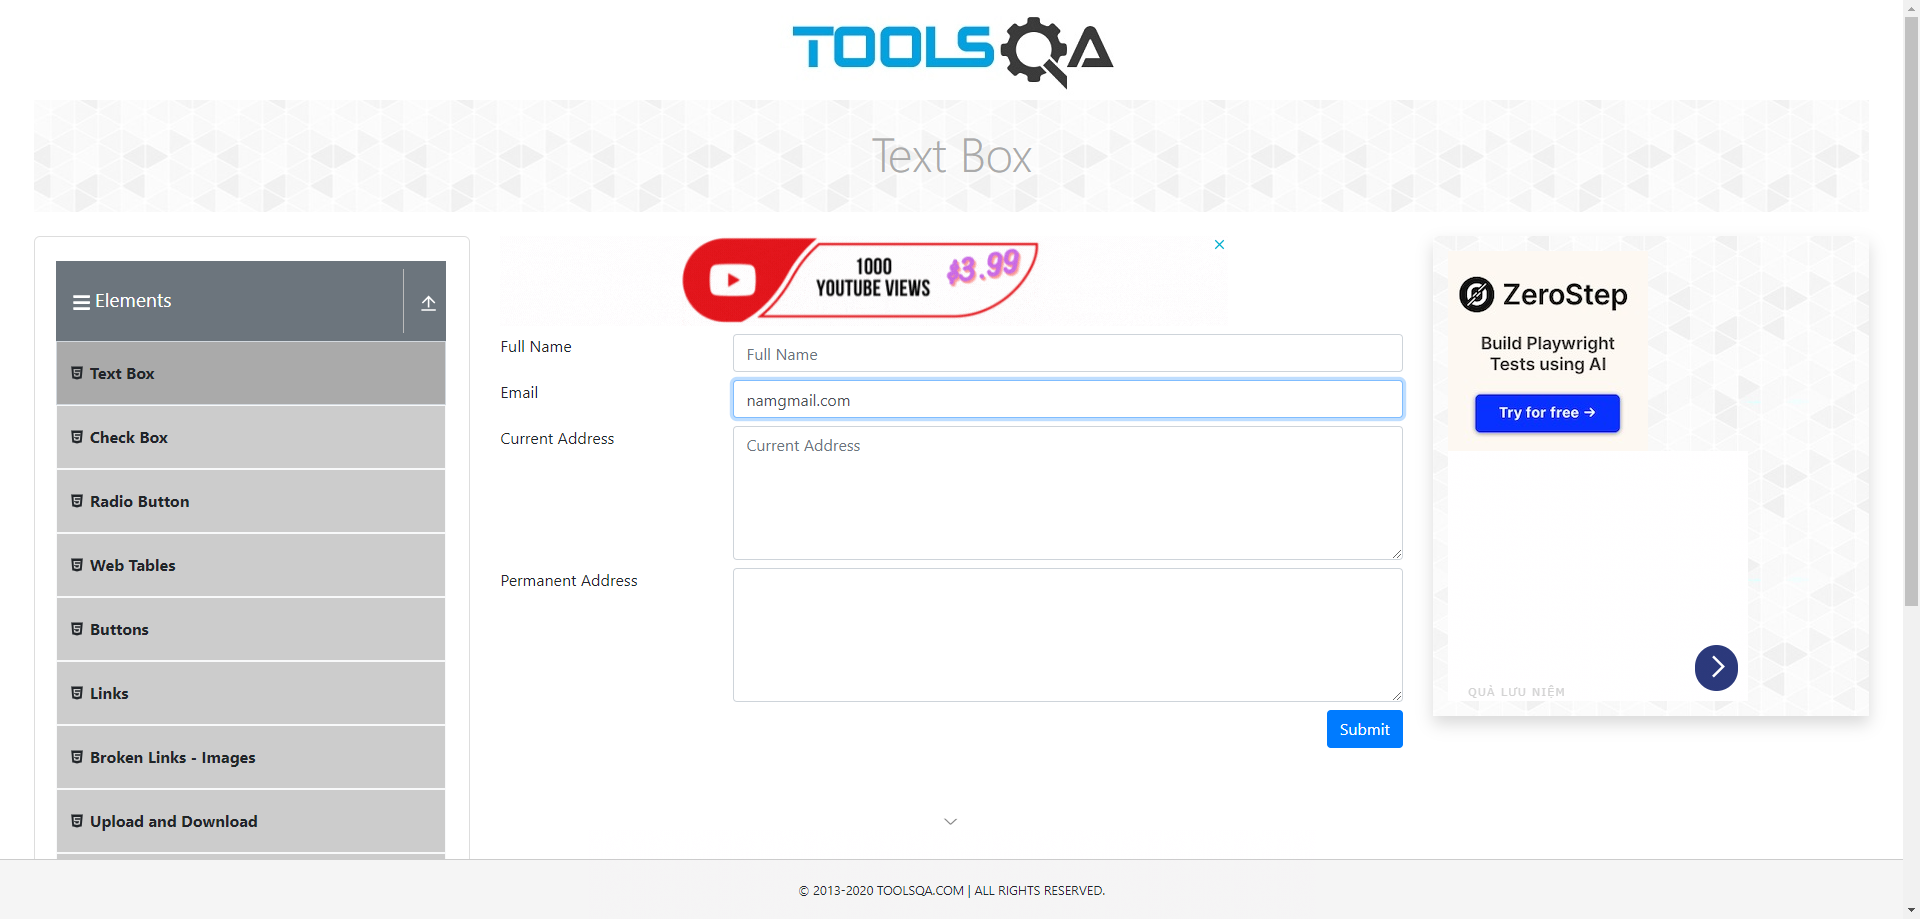 TOOLSQA
Text Box
Elements
Text Box
Check Box
Radio Button
Web Tables
Buttons
Links
Broken Links - Images
Upload and Download
1000
YOUTUBE VIEWS
$3.99
Full Name
Full Name
Email
namgmail.com
Current Address
Current Address
Permanent Address
Submit
ZeroStep
Build Playwright
Tests using AI
Try for free →
QUÀ LƯU NIỆM
© 2013-2020 TOOLSQA.COM | ALL RIGHTS RESERVED.